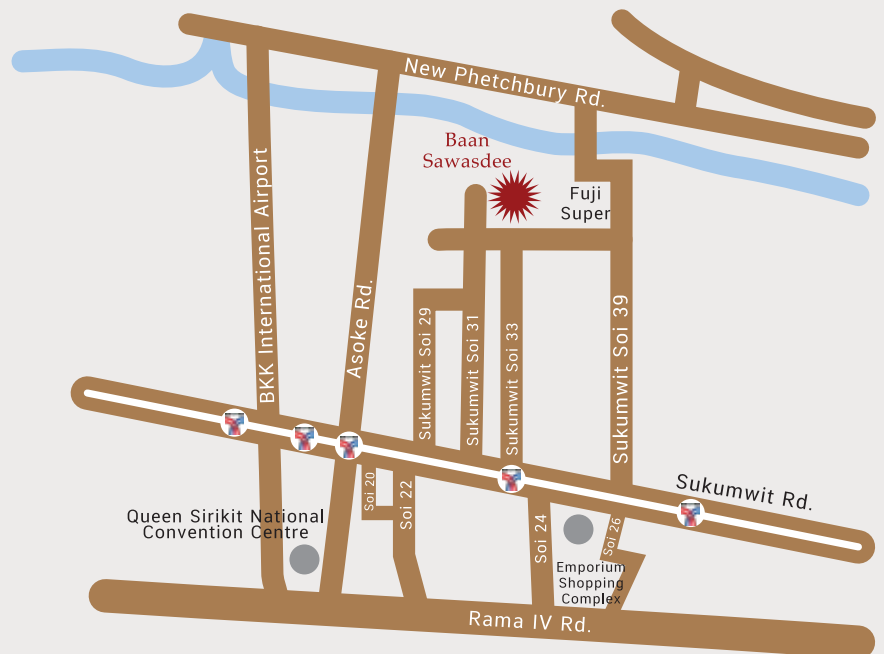 New Phetchbury Rd.
Baan
Sawasdee
Fuji
Super
BKK International Airport
Asoke Rd.
Sukumwit Soi 29
Sukumwit Soi 31
Sukumwit Soi 33
Sukumwit Soi 39
Sukumwit Rd.
Soi 20
Soi 22
Soi 24
Soi 26
Queen Sirikit National
Convention Centre
Emporium
Shopping
Complex
Rama IV Rd.